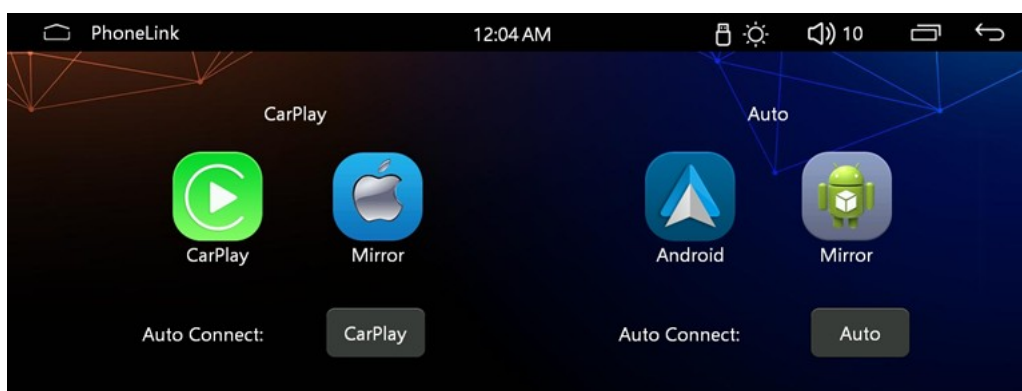 PhoneLink 12:04 AM 10
CarPlay Auto
CarPlay Mirror Android Mirror
Auto Connect: CarPlay Auto Connect: Auto